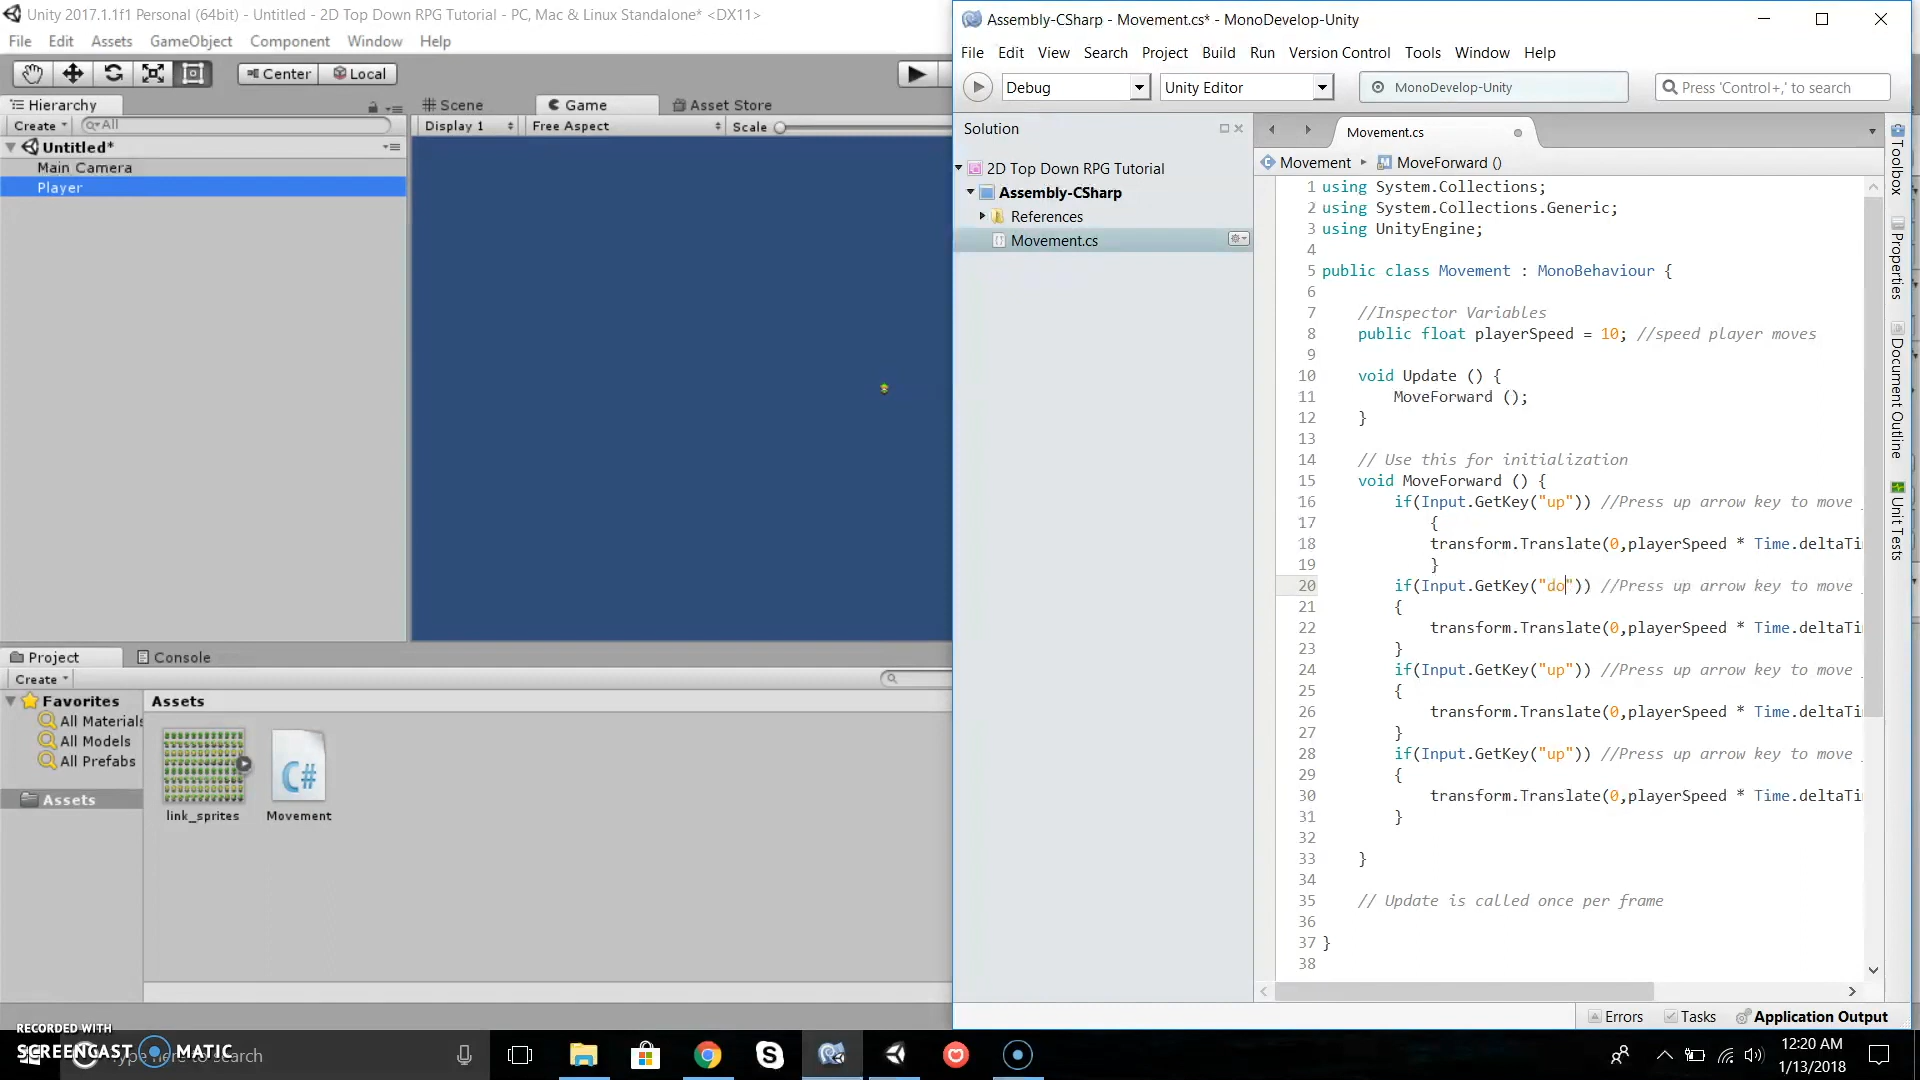 Unity 2017.1.1f1 Personal (64bit) - Untitled - 2D Top Down RPG Tutorial - PC, Mac & Linux Standalone* <DX11>
File Edit Assets GameObject Component Window Help
Center Local
Hierarchy
Create All
Untitled*
Main Camera
Player
Scene Game Asset Store
Display 1 Free Aspect Scale
Project Console
Create
Favorites
All Materials
All Models
All Prefabs
Assets
Assets
link_sprites Movement
Assembly-CSharp - Movement.cs* - MonoDevelop-Unity
File Edit View Search Project Build Run Version Control Tools Window Help
Debug Unity Editor MonoDevelop-Unity Press 'Control+,' to search
Solution
2D Top Down RPG Tutorial
Assembly-CSharp
References
Movement.cs
Movement.cs
Movement MoveForward ()
1 using System.Collections;
2 using System.Collections.Generic;
3 using UnityEngine;
4
5 public class Movement : MonoBehaviour {
6
7 //Inspector Variables
8 public float playerSpeed = 10; //speed player moves
9
10 void Update () {
11 MoveForward ();
12 }
13
14 // Use this for initialization
15 void MoveForward () {
16 if(Input.GetKey("up")) //Press up arrow key to move
17 {
18 transform.Translate(0,playerSpeed * Time.deltaTi
19 }
20 if(Input.GetKey("do")) //Press up arrow key to move
21 {
22 transform.Translate(0,playerSpeed * Time.deltaTi
23 }
24 if(Input.GetKey("up")) //Press up arrow key to move
25 {
26 transform.Translate(0,playerSpeed * Time.deltaTi
27 }
28 if(Input.GetKey("up")) //Press up arrow key to move
29 {
30 transform.Translate(0,playerSpeed * Time.deltaTi
31 }
32
33 }
34
35 // Update is called once per frame
36
37 }
38
Toolbox
Properties
Document Outline
Unit Tests
Errors Tasks Application Output
RECORDED WITH
SCREENCAST MATIC
here to search
12:20 AM
1/13/2018